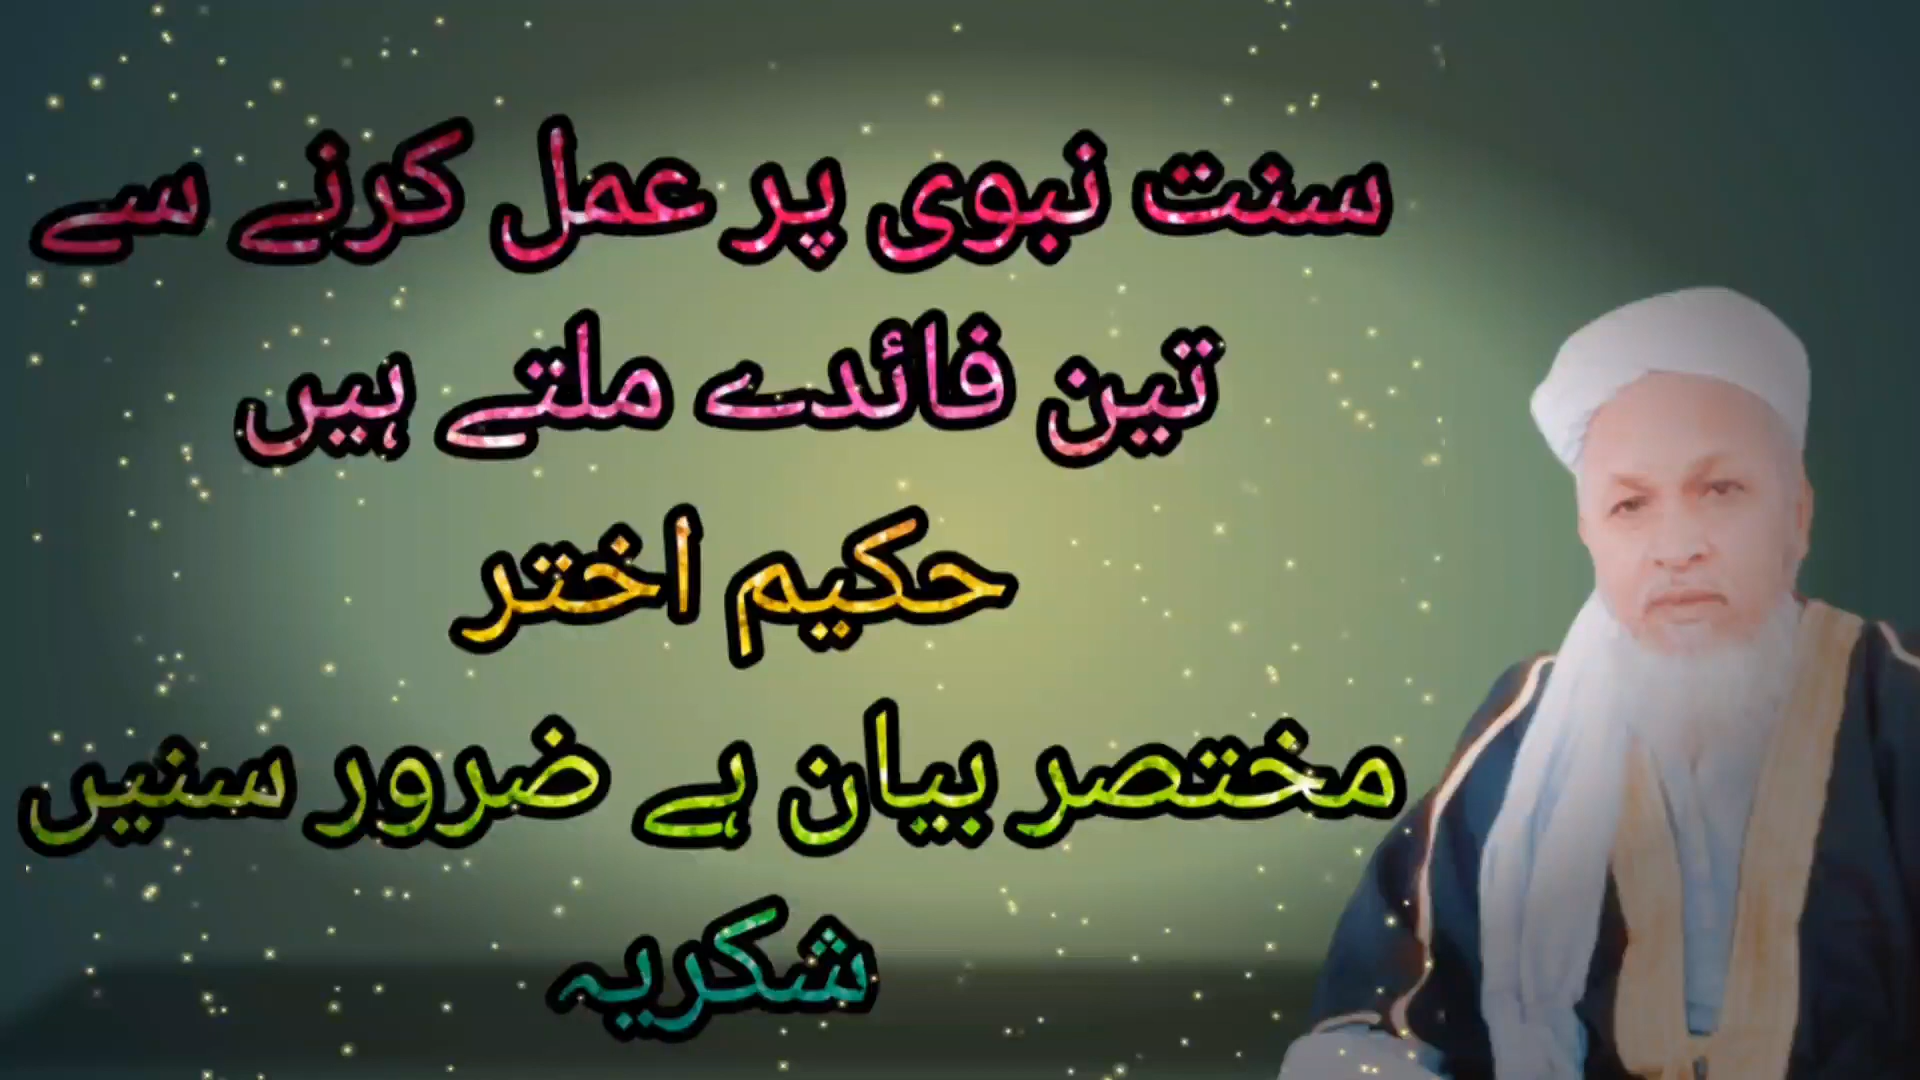 سنت نبوی پر عمل کرنے سے
تین فائدے ملتے ہیں
حکیم اختر
مختصر بیان ہے ضرور سنیں
شکریہ